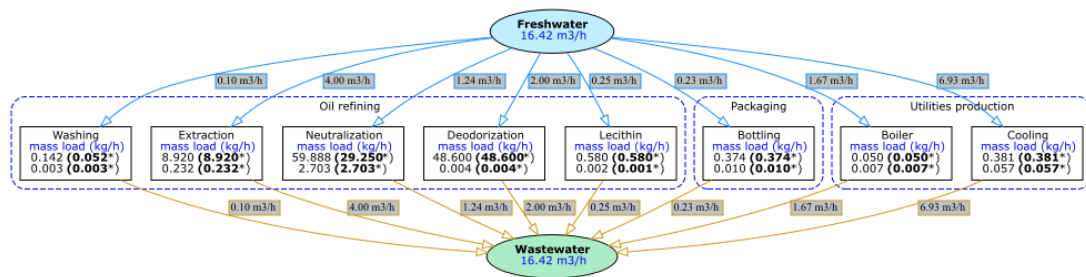 Freshwater
16.42 m3/h
0.10 m3/h
4.00 m3/h
1.24 m3/h
2.00 m3/h
0.25 m3/h
0.23 m3/h
1.67 m3/h
6.93 m3/h
Oil refining
Packaging
Utilities production
Washing
mass load (kg/h)
0.142 (0.052*)
0.003 (0.003*)
Extraction
mass load (kg/h)
8.920 (8.920*)
0.232 (0.232*)
Neutralization
mass load (kg/h)
59.888 (29.250*)
2.703 (2.703*)
Deodorization
mass load (kg/h)
48.600 (48.600*)
0.004 (0.004*)
Lecithin
mass load (kg/h)
0.580 (0.580*)
0.002 (0.001*)
Bottling
mass load (kg/h)
0.374 (0.374*)
0.010 (0.010*)
Boiler
mass load (kg/h)
0.050 (0.050*)
0.007 (0.007*)
Cooling
mass load (kg/h)
0.381 (0.381*)
0.057 (0.057*)
0.10 m3/h
4.00 m3/h
1.24 m3/h
2.00 m3/h
0.25 m3/h
0.23 m3/h
1.67 m3/h
6.93 m3/h
Wastewater
16.42 m3/h